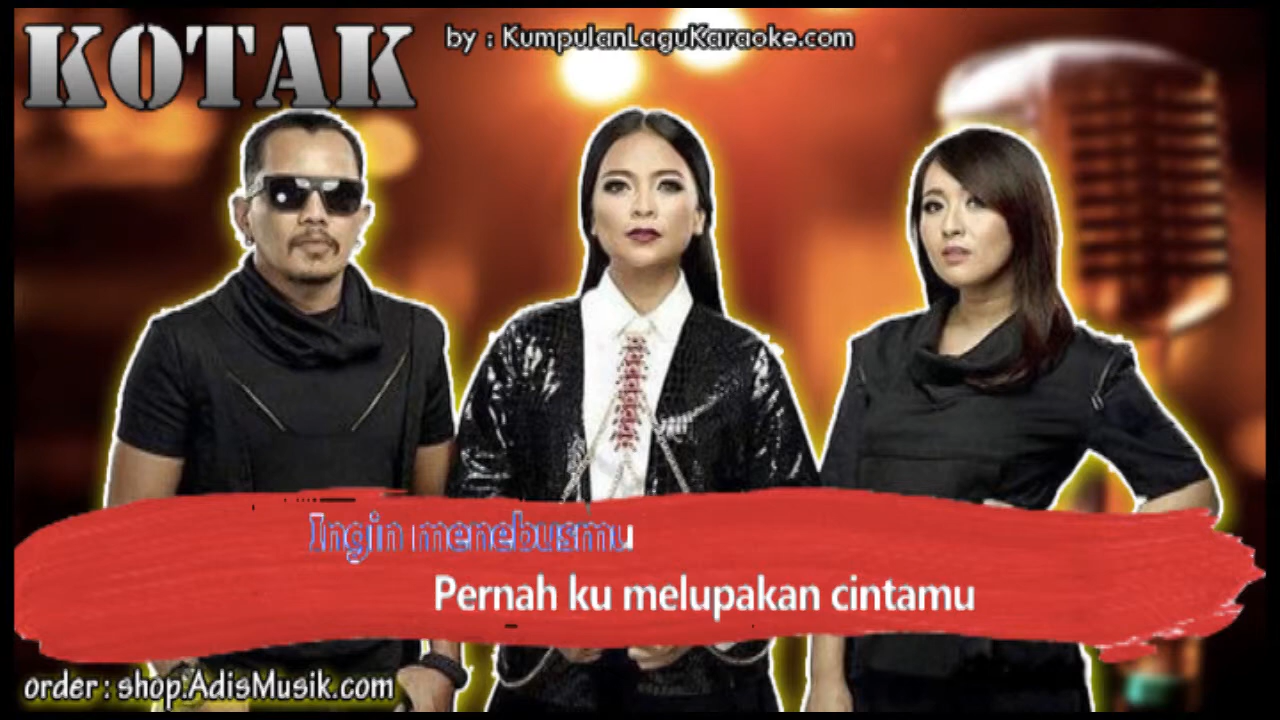 KOTAK
by : KumpulanLaguKaraoke.com
Ingin menebusmu
Pernah ku melupakan cintamu
order : shop.AdisMusik.com